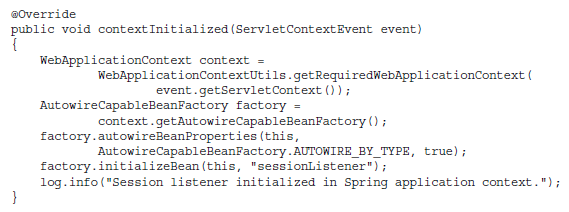 @Override
public void contextInitialized(ServletContextEvent event)
{
    WebApplicationContext context =
            WebApplicationContextUtils.getRequiredWebApplicationContext(
                    event.getServletContext());
    AutowireCapableBeanFactory factory =
            context.getAutowireCapableBeanFactory();
    factory.autowireBeanProperties(this,
            AutowireCapableBeanFactory.AUTOWIRE_BY_TYPE, true);
    factory.initializeBean(this, "sessionListener");
    log.info("Session listener initialized in Spring application context.");
}